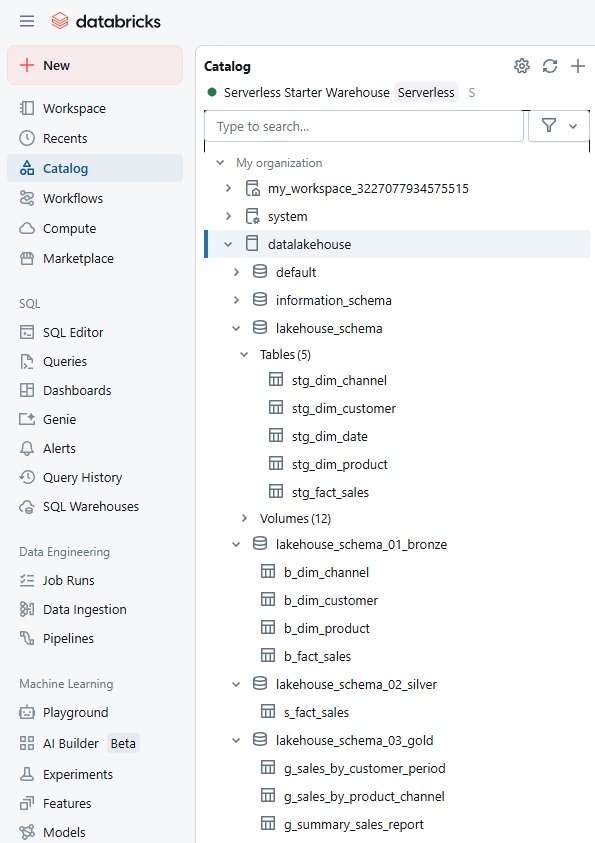 databricks
New
Workspace
Recents
Catalog
Workflows
Compute
Marketplace
SQL
SQL Editor
Queries
Dashboards
Genie
Alerts
Query History
SQL Warehouses
Data Engineering
Job Runs
Data Ingestion
Pipelines
Machine Learning
Playground
AI Builder Beta
Experiments
Features
Models
Catalog
Serverless Starter Warehouse Serverless S
Type to search...
My organization
my_workspace_3227077934575515
system
datalakehouse
default
information_schema
lakehouse_schema
Tables (5)
stg_dim_channel
stg_dim_customer
stg_dim_date
stg_dim_product
stg_fact_sales
Volumes (12)
lakehouse_schema_01_bronze
b_dim_channel
b_dim_customer
b_dim_product
b_fact_sales
lakehouse_schema_02_silver
s_fact_sales
lakehouse_schema_03_gold
g_sales_by_customer_period
g_sales_by_product_channel
g_summary_sales_report